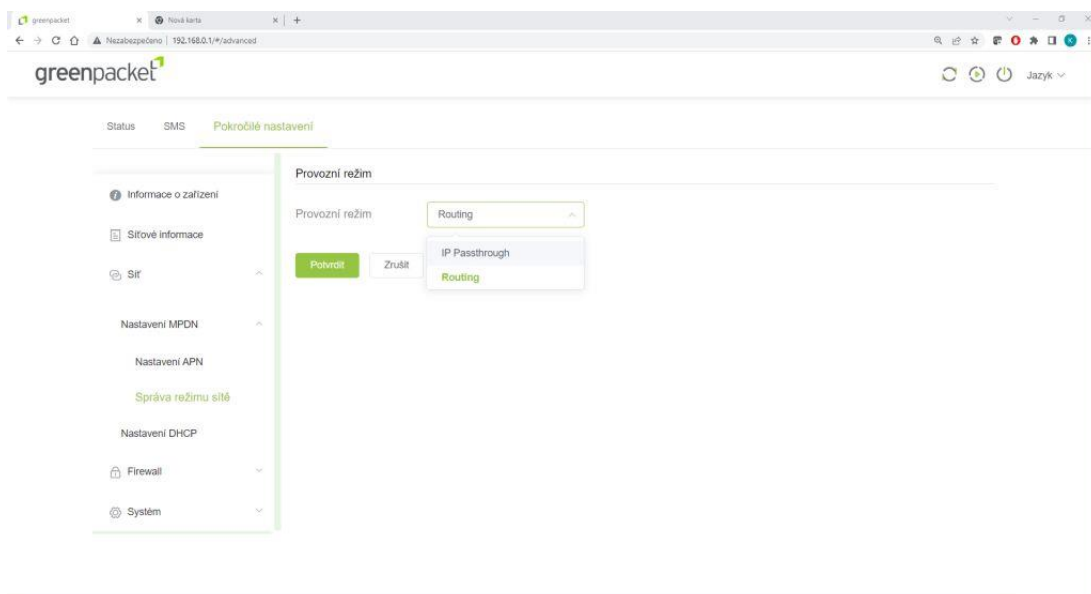 greenpacket
Nová karta
Nezabezpečeno | 192.168.0.1/#/advanced
greenpacket
Jazyk
Status SMS Pokročilé nastavení
Informace o zařízení
Síťové informace
Síť
Nastavení MPDN
Nastavení APN
Správa režimu sítě
Nastavení DHCP
Firewall
Systém
Provozní režim
Provozní režim Routing
IP Passthrough
Routing
Potvrdit Zrušit